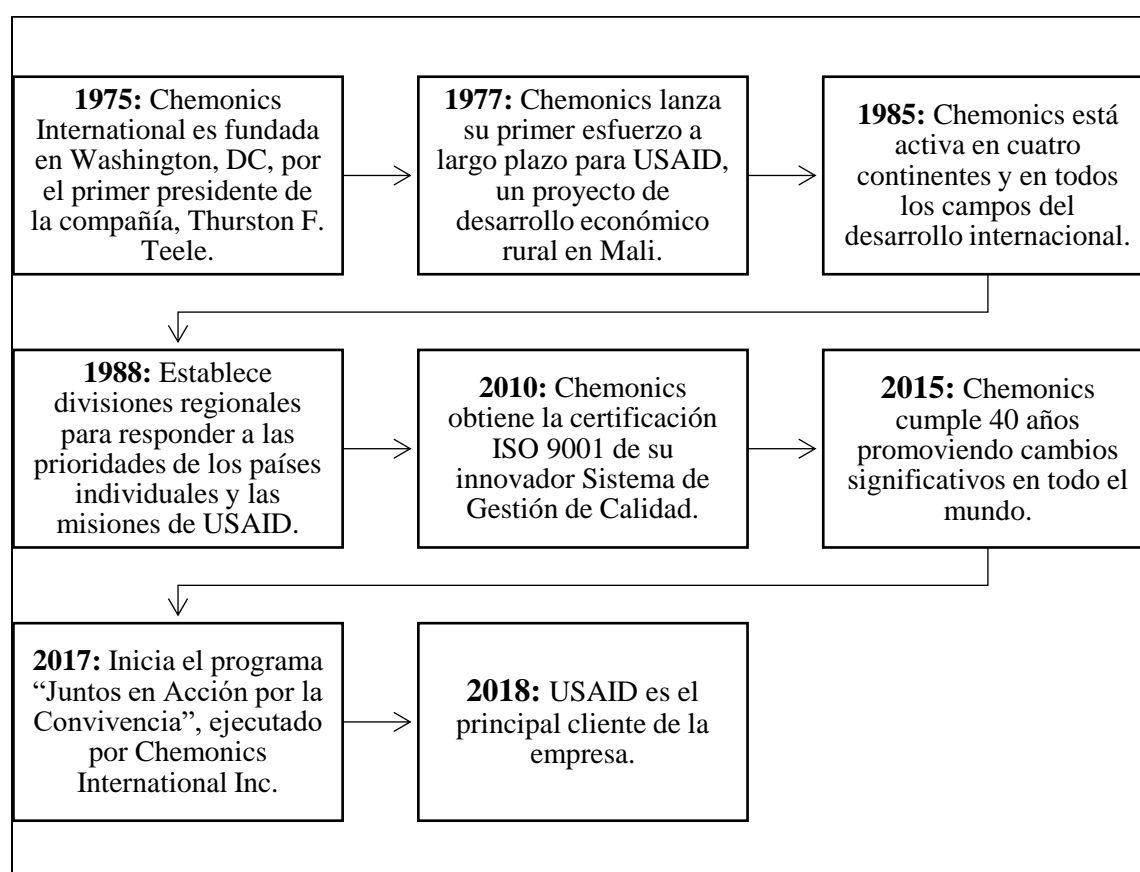 1975: Chemonics
International es fundada
en Washington, DC, por
el primer presidente de
la compañía, Thurston F.
Teele.
1977: Chemonics lanza
su primer esfuerzo a
largo plazo para USAID,
un proyecto de
desarrollo económico
rural en Mali.
1985: Chemonics está
activa en cuatro
continentes y en todos
los campos del
desarrollo internacional.
1988: Establece
divisiones regionales
para responder a las
prioridades de los países
individuales y las
misiones de USAID.
2010: Chemonics
obtiene la certificación
ISO 9001 de su
innovador Sistema de
Gestión de Calidad.
2015: Chemonics
cumple 40 años
promoviendo cambios
significativos en todo el
mundo.
2017: Inicia el programa
“Juntos en Acción por la
Convivencia”, ejecutado
por Chemonics
International Inc.
2018: USAID es el
principal cliente de la
empresa.